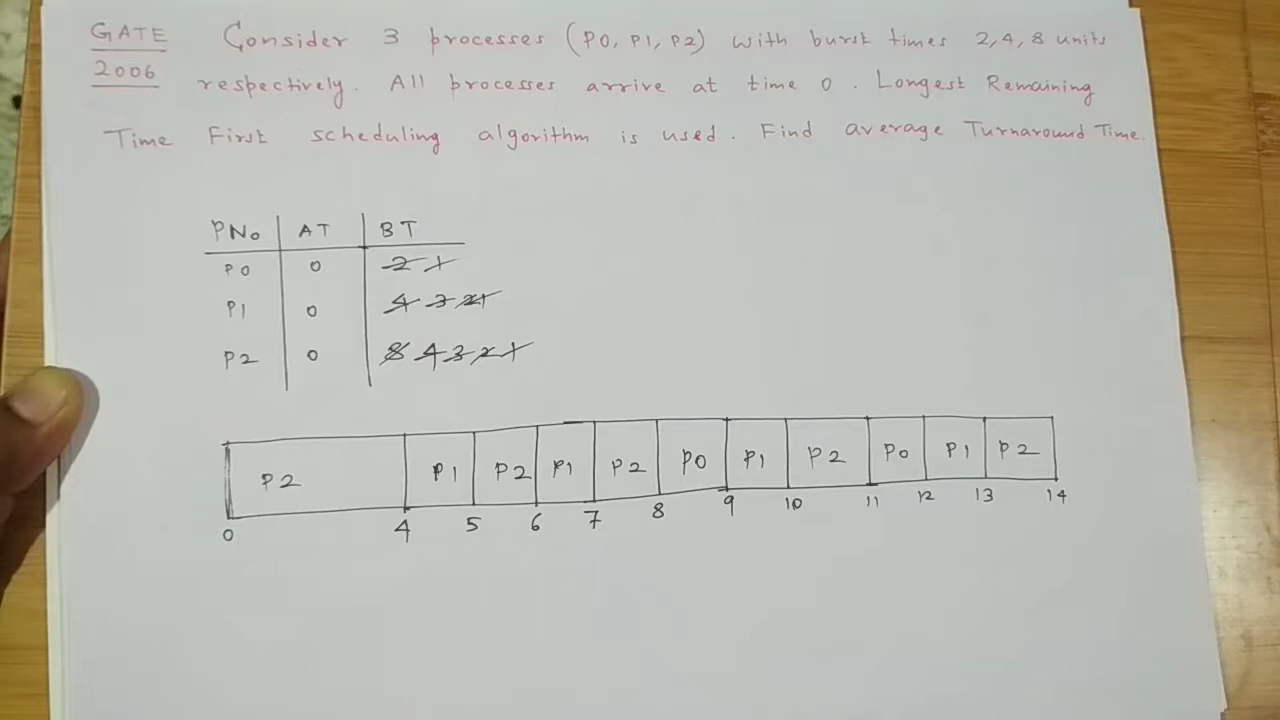 GATE Consider 3 processes (P0, P1, P2) with burst times 2, 4, 8 units
2006 respectively. All processes arrive at time 0. Longest Remaining
Time First scheduling algorithm is used. Find average Turnaround Time.
PNo AT BT
P0 0 2 1
P1 0 4 3 2 1
P2 0 8 4 3 2 1
P2 P1 P2 P1 P2 P0 P1 P2 P0 P1 P2
0 4 5 6 7 8 9 10 11 12 13 14